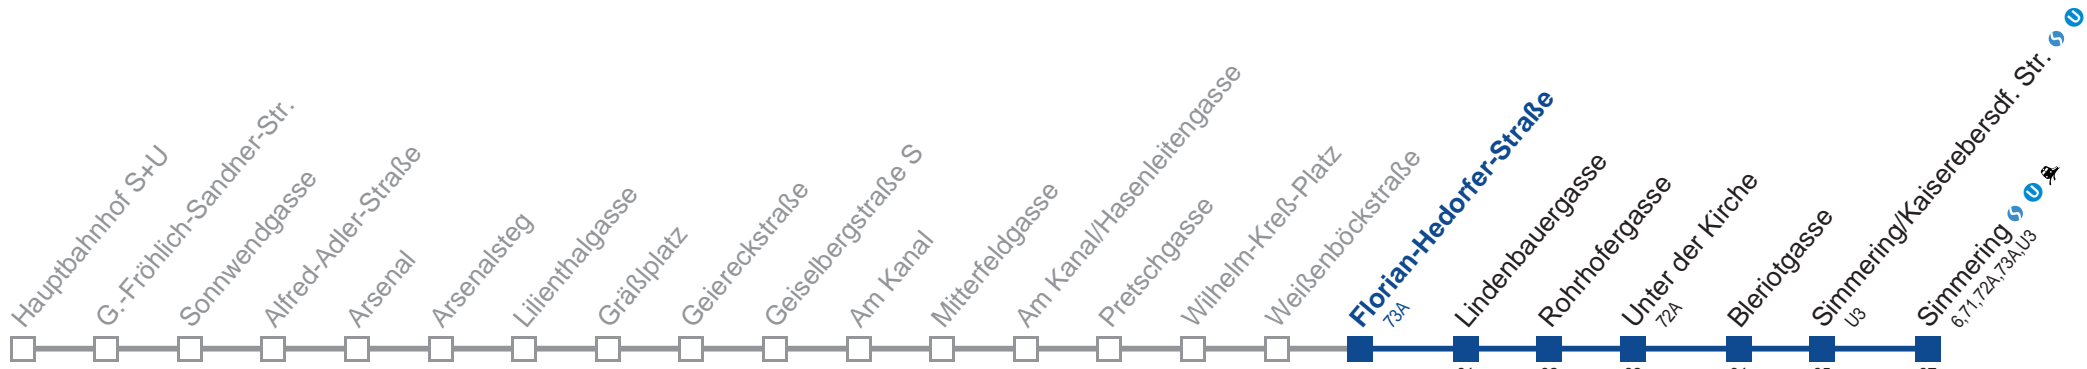 Hauptbahnhof S+U
G.-Fröhlich-Sandner-Str.
Sonnwendgasse
Alfred-Adler-Straße
Arsenal
Arsenalsteg
Lilienthalgasse
Gräßlplatz
Geiereckstraße
Geiselbergstraße S
Am Kanal
Mitterfeldgasse
Am Kanal/Hasenleitengasse
Pretschgasse
Wilhelm-Kreß-Platz
Weißenböckstraße
Florian-Hedorfer-Straße
73A
Lindenbauergasse
Rohrhofergasse
Unter der Kirche
72A
Bleriotgasse
Simmering/Kaiserebersdf. Str. S U
U3
Simmering S U
6,71,72A,73A,U3